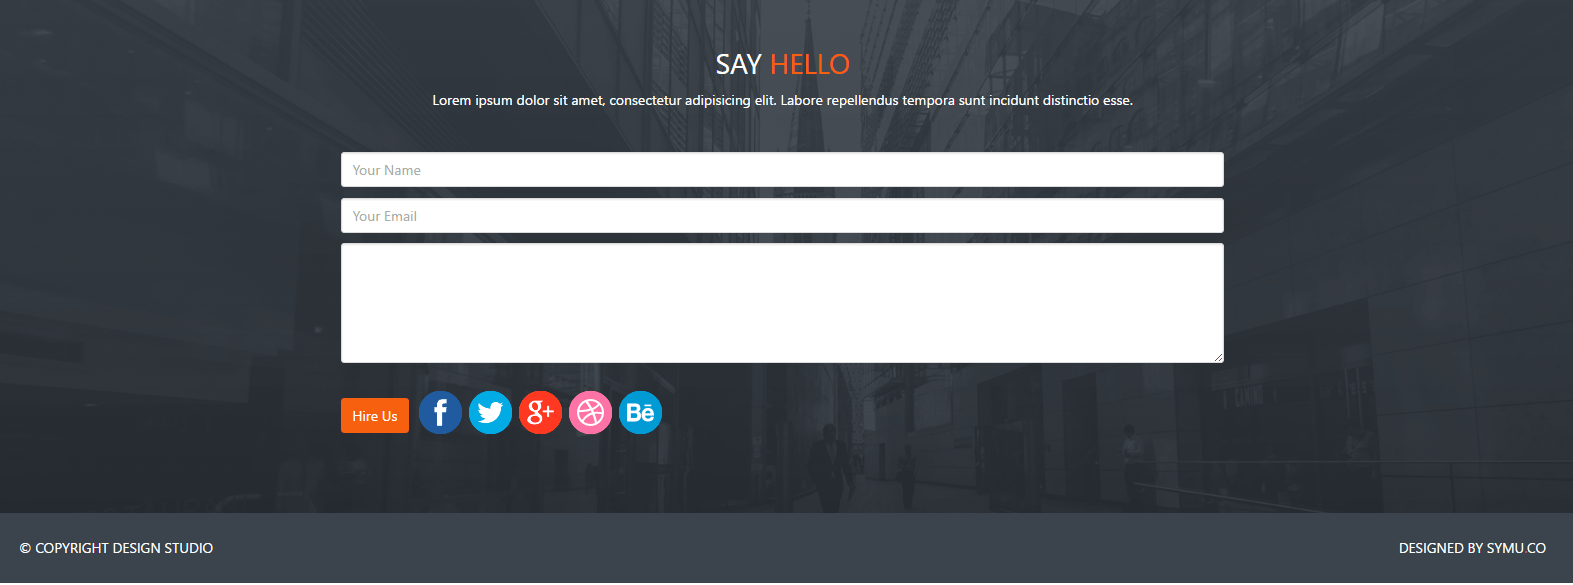 SAY HELLO
Lorem ipsum dolor sit amet, consectetur adipisicing elit. Labore repellendus tempora sunt incidunt distinctio esse.
Your Name
Your Email
Hire Us f g+ Bē
© COPYRIGHT DESIGN STUDIO DESIGNED BY SYMU.CO